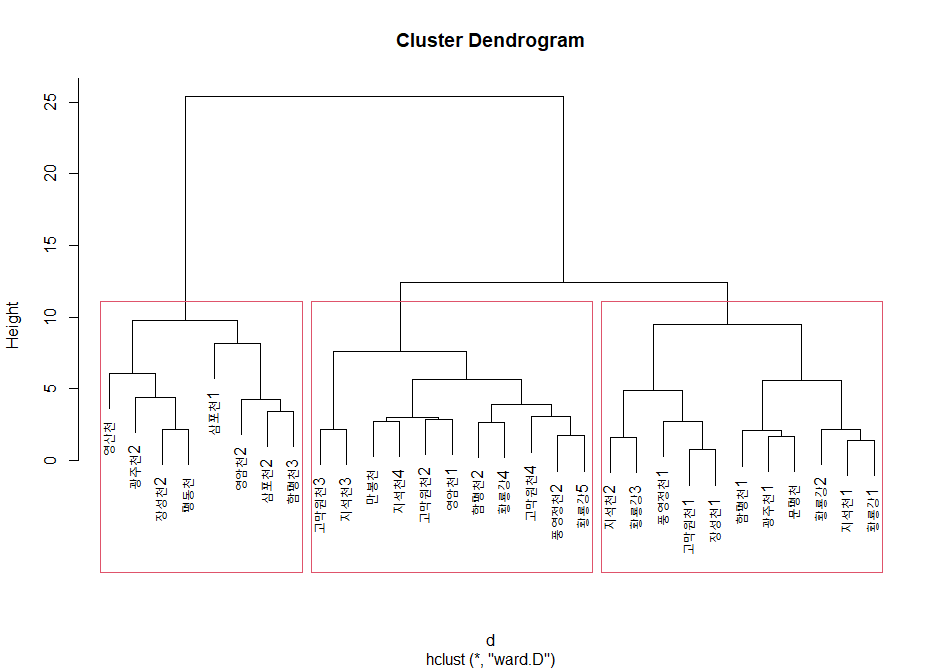 Cluster Dendrogram
Height
25
20
15
10
5
0
영산천
광주천2
장성천2
평동천
삼포천1
영암천2
삼포천2
함평천3
고막원천3
지석천3
만봉천
지석천4
고막원천2
영암천1
함평천2
황룡강4
고막원천4
풍영정천2
황룡강5
지석천2
황룡강3
풍영정천1
고막원천1
장성천1
함평천1
광주천1
문평천
황룡강2
지석천1
황룡강1
d
hclust (*, "ward.D")